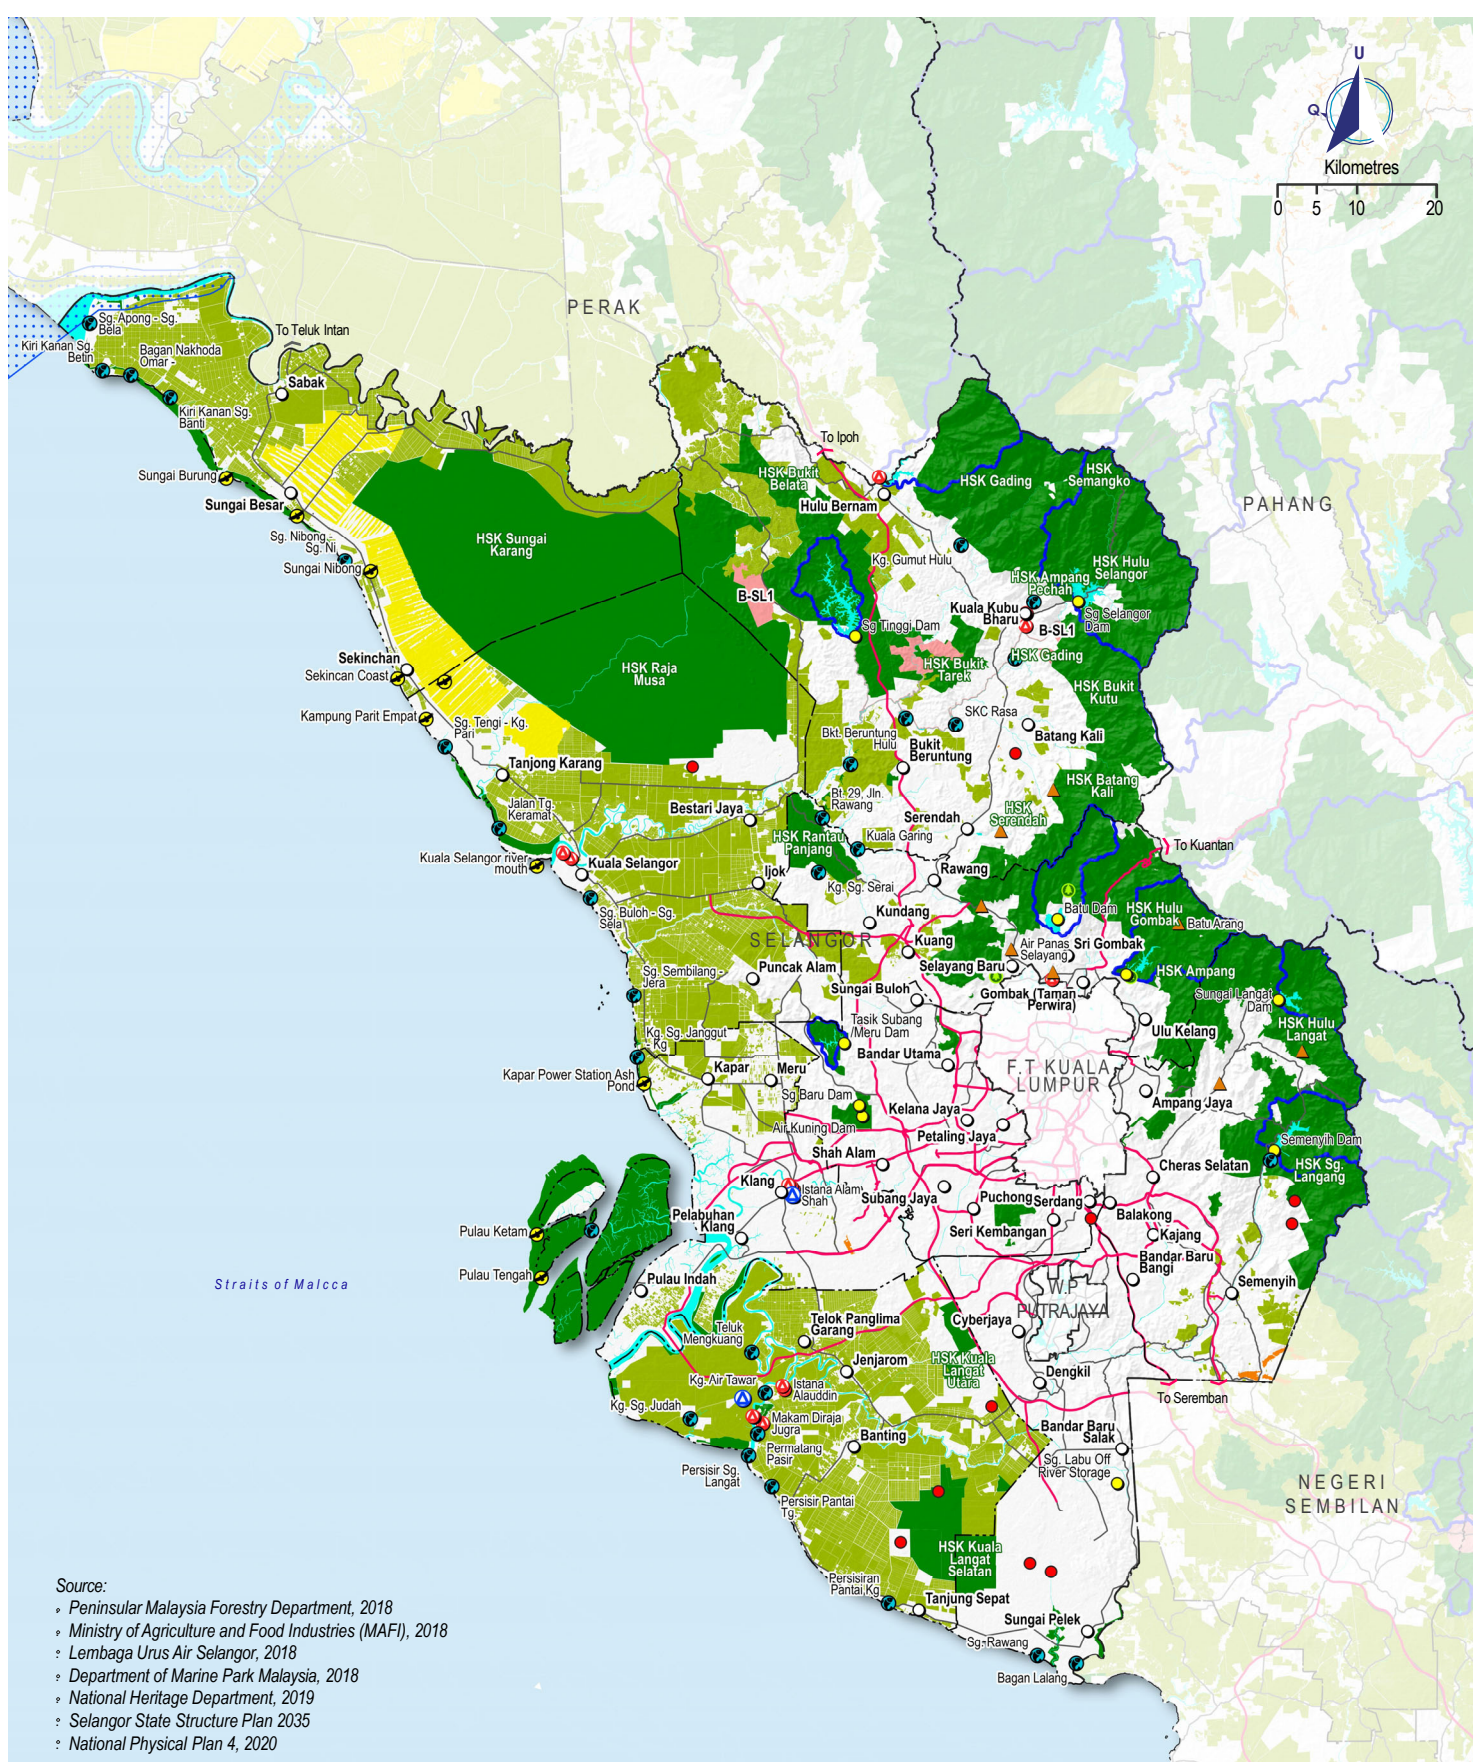 U
Q
Kilometres
0 5 10 20
PERAK
PAHANG
SELANGOR
F.T KUALA
LUMPUR
W.P
PUTRAJAYA
NEGERI
SEMBILAN
Straits of Malcca
To Teluk Intan
To Ipoh
To Kuantan
To Seremban
Sg. Apong - Sg.
Bela
Kiri Kanan Sg.
Betin
Bagan Nakhoda
Omar -
Kiri Kanan Sg.
Banti
Sabak
Sungai Burung
Sungai Besar
Sg. Nibong -
Sg. Ni
Sungai Nibong
HSK Sungai
Karang
HSK Bukit
Belata
Hulu Bernam
HSK Gading
HSK
Semangko
Kg. Gumut Hulu
HSK Hulu
Selangor
HSK Ampang
Pechah
B-SL1
Kuala Kubu
Bharu
Sg Selangor
Dam
B-SL1
Sg Tinggi Dam
HSK Gading
HSK Bukit
Tarek
HSK Bukit
Kutu
Sekinchan
Sekincan Coast
HSK Raja
Musa
Kampung Parit Empat
Sg. Tengi - Kg.
Pari
SKC Rasa
Batang Kali
Bkt. Beruntung
Hulu
Bukit
Beruntung
Tanjong Karang
HSK Batang
Kali
Jalan Tg.
Keramat
Bestari Jaya
Bt. 29, Jln.
Rawang
Serendah
HSK
Serendah
HSK Rantau
Panjang
Kuala Garing
Kuala Selangor river
mouth
Kuala Selangor
Ijok
Kg. Sg. Serai
Rawang
Sg. Buloh - Sg.
Sela
Kundang
Batu Dam
HSK Hulu
Gombak
Batu Arang
Kuang
Air Panas
Selayang
Sri Gombak
Selayang Baru
HSK Ampang
Sg. Sembilang -
Jera
Puncak Alam
Sungai Buloh
Gombak (Taman
Perwira)
Sungai Langat
Dam
Kg. Sg. Janggut
- Kg
Tasik Subang
/Meru Dam
Ulu Kelang
HSK Hulu
Langat
Bandar Utama
Kapar Power Station Ash
Pond
Kapar
Meru
Sg Baru Dam
Ampang Jaya
Air Kuning Dam
Kelana Jaya
Petaling Jaya
Semenyih Dam
Shah Alam
Cheras Selatan
HSK Sg.
Langang
Klang
Istana Alam
Shah
Subang Jaya
Puchong
Serdang
Balakong
Pelabuhan
Klang
Seri Kembangan
Kajang
Pulau Ketam
Bandar Baru
Bangi
Pulau Tengah
Pulau Indah
Semenyih
Teluk
Mengkuang
Telok Panglima
Garang
Cyberjaya
Jenjarom
HSK Kuala
Langat
Utara
Kg. Air Tawar
Istana
Alauddin
Dengkil
Kg. Sg. Judah
Makam Diraja
Jugra
Permatang
Pasir
Banting
Bandar Baru
Salak
Sg. Labu Off
River Storage
Persisir Sg.
Langat
Persisir Pantai
Tg.
HSK Kuala
Langat
Selatan
Persisiran
Pantai Kg
Tanjung Sepat
Sungai Pelek
Sg. Rawang
Bagan Lalang
Source:
Peninsular Malaysia Forestry Department, 2018
Ministry of Agriculture and Food Industries (MAFI), 2018
Lembaga Urus Air Selangor, 2018
Department of Marine Park Malaysia, 2018
National Heritage Department, 2019
Selangor State Structure Plan 2035
National Physical Plan 4, 2020